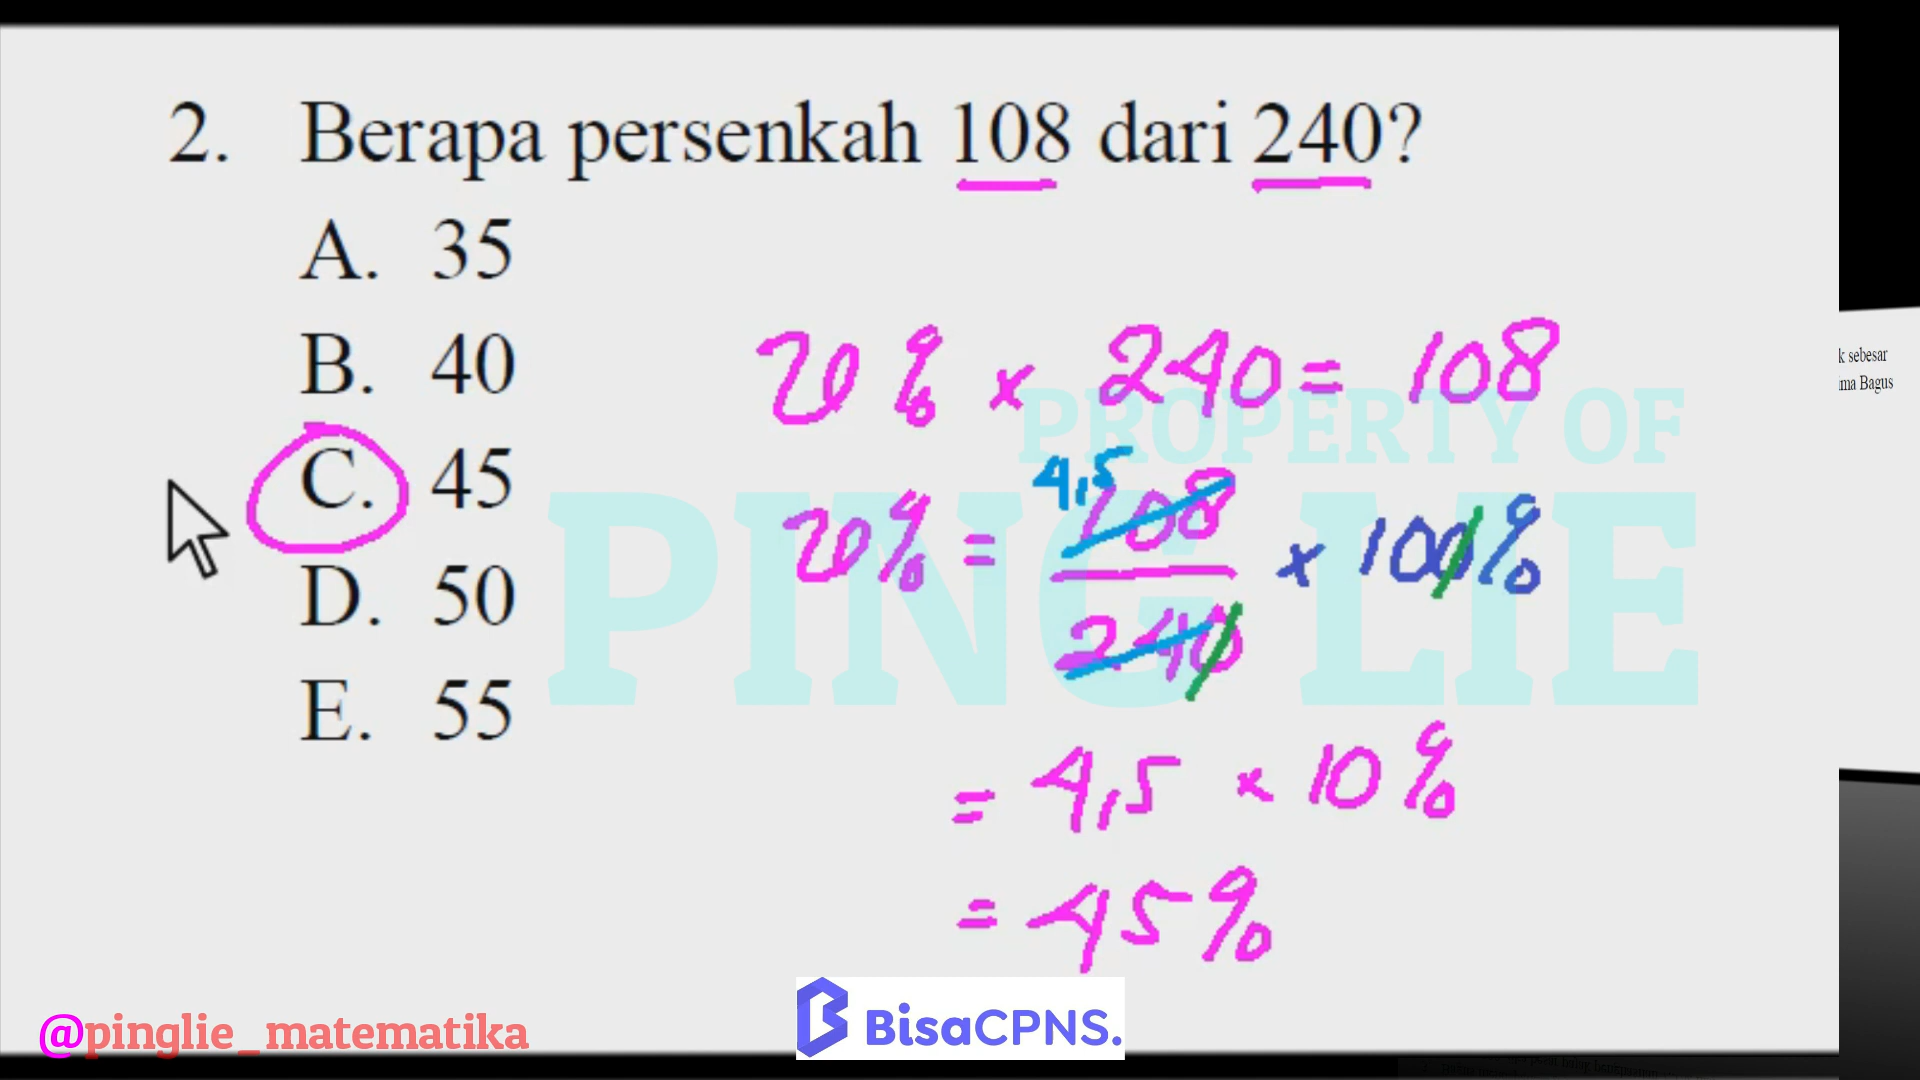 2. Berapa persenkah 108 dari 240?
A. 35
B. 40
C. 45
D. 50
E. 55
20% x 240 = 108
20% = 108/240 x 100%
4,5
= 4,5 x 10%
= 45%
PROPERTY OF
PING LIE
k sebesar
ima Bagus
@pinglie_matematika
BisaCPNS.